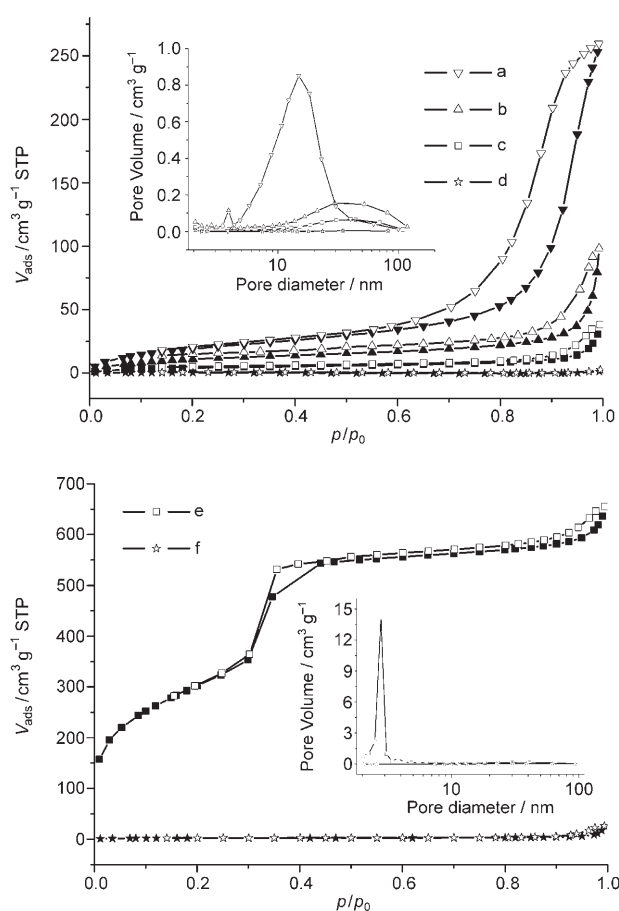 250
200
150
100
50
0
V_ads /cm³ g⁻¹ STP
0.0 0.2 0.4 0.6 0.8 1.0
p/p₀
1.0
0.8
0.6
0.4
0.2
0.0
Pore Volume / cm³ g⁻¹
10 100
Pore diameter / nm
a
b
c
d
700
600
500
400
300
200
100
0
V_ads /cm³ g⁻¹ STP
0.0 0.2 0.4 0.6 0.8 1.0
p/p₀
e
f
15
12
9
6
3
0
Pore Volume / cm³ g⁻¹
10 100
Pore diameter / nm